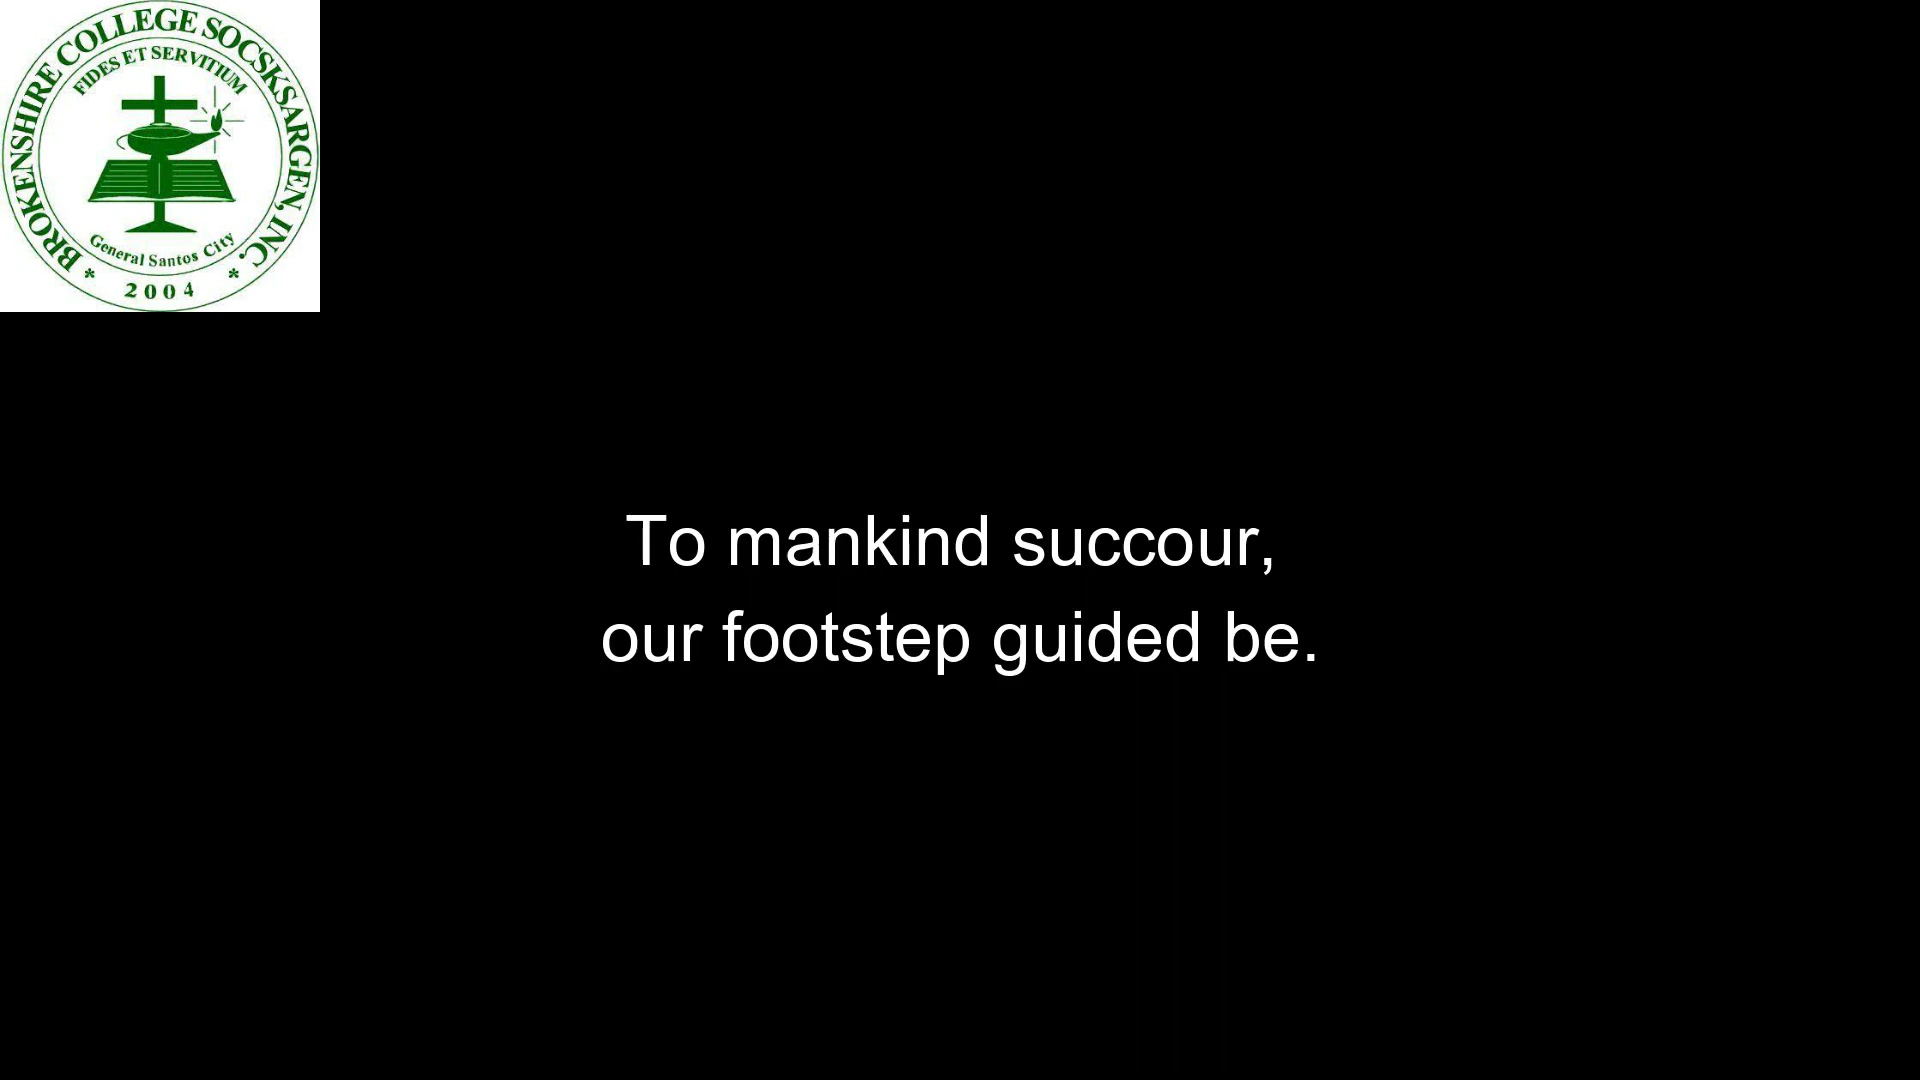 BROKENSHIRE COLLEGE SOCSKSARGEN, INC.
FIDES ET SERVITIUM
General Santos City
* 2004 *
To mankind succour,
our footstep guided be.